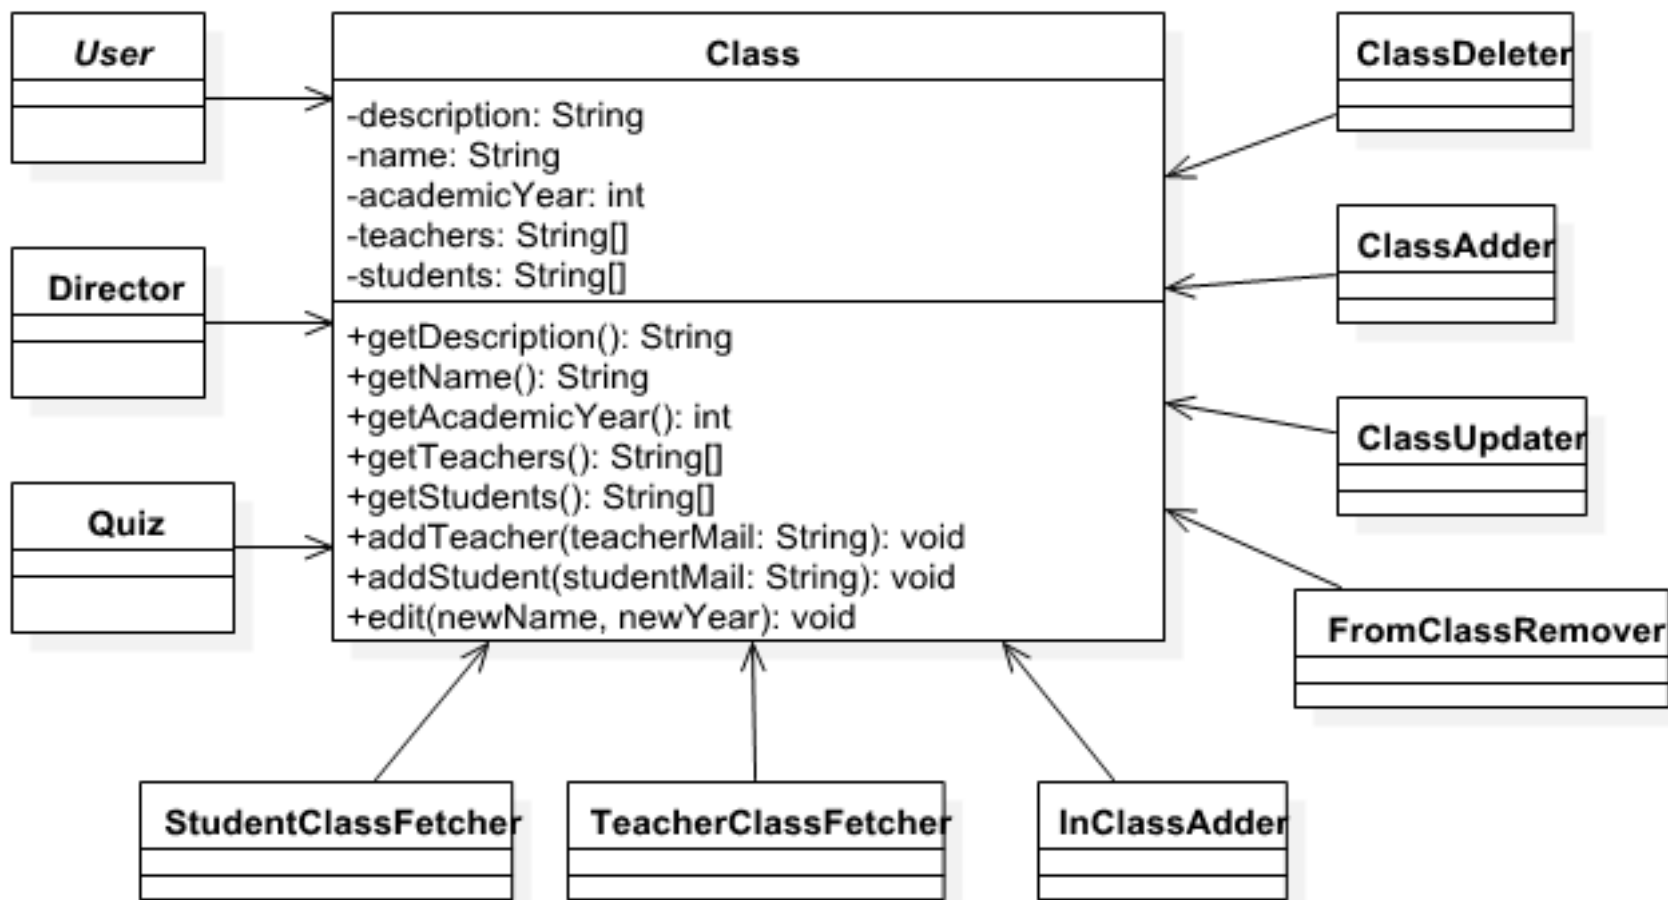 User
Class
-description: String
-name: String
-academicYear: int
-teachers: String[]
-students: String[]
+getDescription(): String
+getName(): String
+getAcademicYear(): int
+getTeachers(): String[]
+getStudents(): String[]
+addTeacher(teacherMail: String): void
+addStudent(studentMail: String): void
+edit(newName, newYear): void
Director
Quiz
ClassDeleter
ClassAdder
ClassUpdater
FromClassRemover
StudentClassFetcher
TeacherClassFetcher
InClassAdder